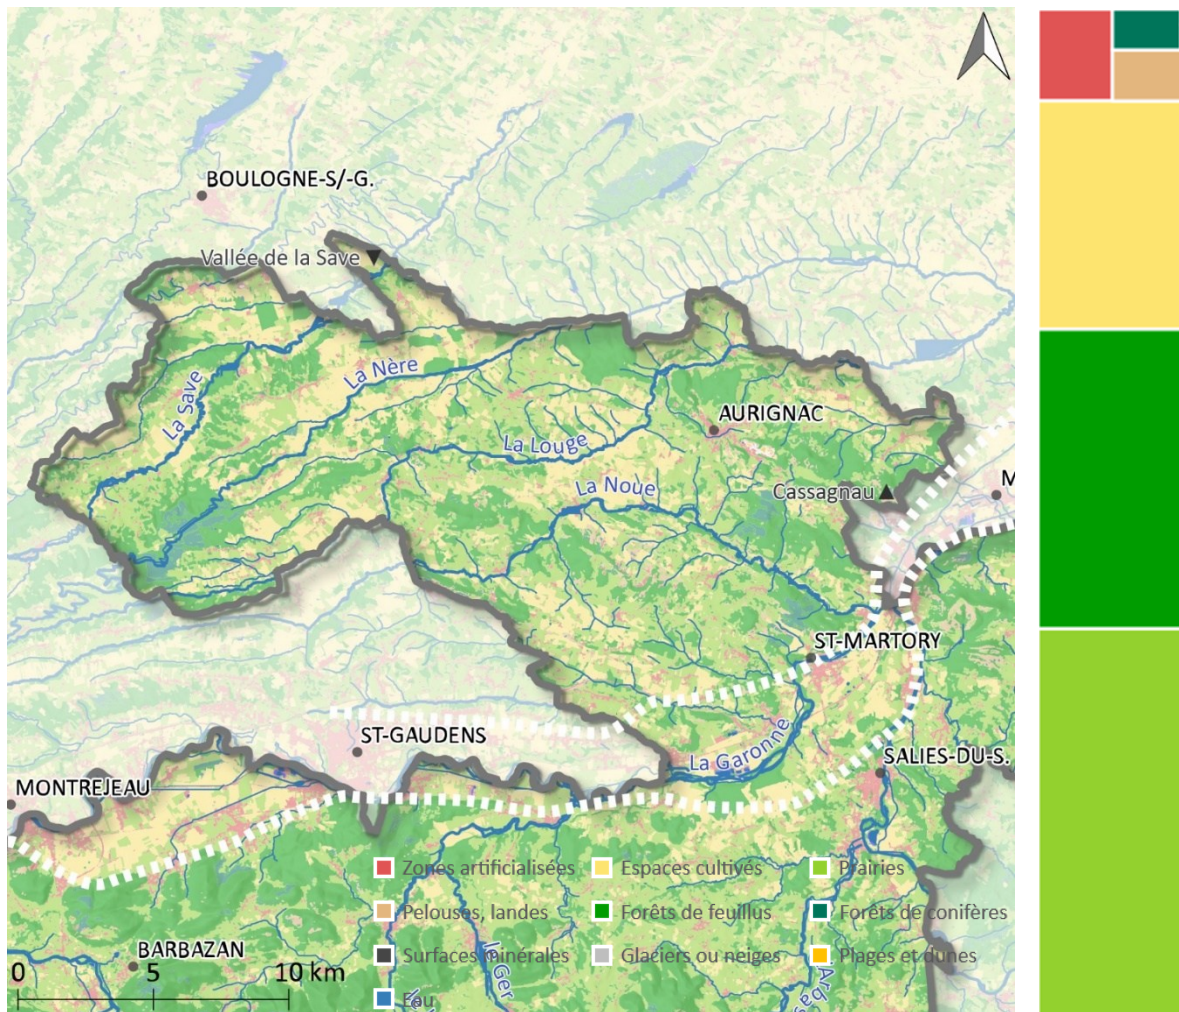 BOULOGNE-S/-G.
Vallée de la Save
La Save
La Nère
La Louge
AURIGNAC
La Noue
Cassagnau
M
ST-MARTORY
ST-GAUDENS
La Garonne
SALIES-DU-S.
MONTREJEAU
Zones artificialisées
Espaces cultivés
Prairies
Pelouses, landes
Forêts de feuillus
Forêts de conifères
BARBAZAN
Surfaces minérales
Glaciers ou neiges
Plages et dunes
le Ger
Arbas
0 5 10 km
Eau